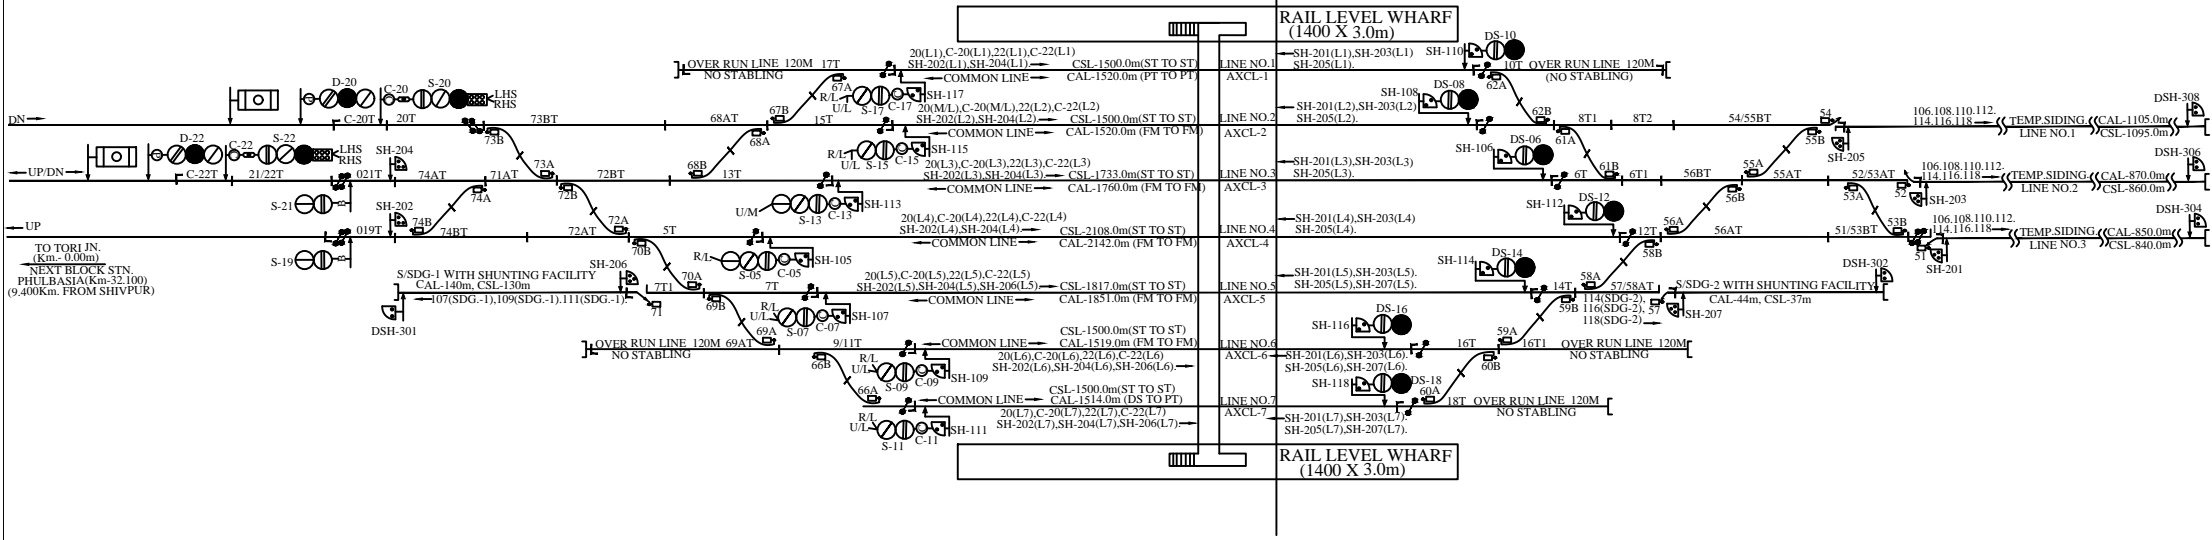 RAIL LEVEL WHARF
(1400 X 3.0m)
20(L1),C-20(L1),22(L1),C-22(L1)
SH-202(L1),SH-204(L1).
CSL-1500.0m(ST TO ST)
LINE NO.1
SH-201(L1),SH-203(L1)
SH-205(L1).
SH-110
DS-10
OVER RUN LINE 120M
NO STABLING
17T
COMMON LINE
CAL-1520.0m (PT TO PT)
AXCL-1
10T
OVER RUN LINE 120M
(NO STABLING)
62A
D-20
C-20
S-20
LHS
RHS
67A
R/L
U/L
S-17
C-17
SH-117
SH-108
DS-08
DSH-308
DN
C-20T
20T
73BT
68AT
67B
15T
20(M/L),C-20(M/L),22(L2),C-22(L2)
SH-202(L2),SH-204(L2).
CSL-1500.0m(ST TO ST)
LINE NO.2
SH-201(L2),SH-203(L2)
SH-205(L2).
62B
8T1
8T2
54/55BT
54
106.108.110.112.
114.116.118
TEMP.SIDING.
LINE NO.1
CAL-1105.0m
CSL-1095.0m
COMMON LINE
CAL-1520.0m (FM TO FM)
AXCL-2
D-22
C-22
S-22
LHS
RHS
73B
68A
R/L
U/L
S-15
C-15
SH-115
SH-106
DS-06
61A
55B
SH-205
DSH-306
SH-204
UP/DN
C-22T
21/22T
021T
74AT
71AT
73A
72BT
68B
13T
20(L3),C-20(L3),22(L3),C-22(L3)
SH-202(L3),SH-204(L3).
CSL-1733.0m(ST TO ST)
LINE NO.3
SH-201(L3),SH-203(L3)
SH-205(L3).
6T
61B
6T1
56BT
55A
55AT
52/53AT
106.108.110.112.
114.116.118
TEMP.SIDING.
LINE NO.2
CAL-870.0m
CSL-860.0m
COMMON LINE
CAL-1760.0m (FM TO FM)
AXCL-3
S-21
B
SH-202
74A
72B
U/M
S-13
C-13
SH-113
SH-112
DS-12
56B
53A
52
SH-203
DSH-304
UP
019T
74B
74BT
72AT
72A
5T
20(L4),C-20(L4),22(L4),C-22(L4)
SH-202(L4),SH-204(L4)
CSL-2108.0m(ST TO ST)
LINE NO.4
SH-201(L4),SH-203(L4)
SH-205(L4).
12T
56A
56AT
51/53BT
53B
106.108.110.112.
114.116.118
TEMP.SIDING.
LINE NO.3
CAL-850.0m
CSL-840.0m
COMMON LINE
CAL-2142.0m (FM TO FM)
AXCL-4
S-19
B
70B
R/L
S-05
C-05
SH-105
SH-114
DS-14
58B
51
SH-201
TO TORI JN.
(Km.- 0.00m)
NEXT BLOCK STN.
PHULBASIA(Km-32.100)
(9.400Km. FROM SHIVPUR)
S/SDG-1 WITH SHUNTING FACILITY
CAL-140m, CSL-130m
SH-206
107(SDG.-1),109(SDG.-1).111(SDG.-1).
DSH-301
71
7T1
70A
69B
7T
20(L5),C-20(L5),22(L5),C-22(L5)
SH-202(L5),SH-204(L5),SH-206(L5)
CSL-1817.0m(ST TO ST)
LINE NO.5
SH-201(L5),SH-203(L5).
SH-205(L5),SH-207(L5).
14T
58A
57/58AT
DSH-302
S/SDG-2 WITH SHUNTING FACILITY
CAL-44m, CSL-37m
COMMON LINE
CAL-1851.0m(FM TO FM)
AXCL-5
59B
114(SDG-2),
116(SDG-2),
118(SDG-2)
57
SH-207
R/L
U/L
S-07
C-07
SH-107
SH-116
DS-16
OVER RUN LINE 120M
NO STABLING
69AT
69A
9/11T
CSL-1500.0m(ST TO ST)
COMMON LINE
CAL-1519.0m (FM TO FM)
LINE NO.6
AXCL-6
16T
59A
16T1
OVER RUN LINE 120M
NO STABLING
66B
R/L
U/L
S-09
C-09
SH-109
20(L6),C-20(L6),22(L6),C-22(L6)
SH-202(L6),SH-204(L6),SH-206(L6).
SH-201(L6),SH-203(L6).
SH-205(L6),SH-207(L6).
60B
SH-118
DS-18
66A
CSL-1500.0m(ST TO ST)
COMMON LINE
CAL-1514.0m (DS TO PT)
LINE NO.7
AXCL-7
60A
18T
OVER RUN LINE 120M
NO STABLING
R/L
U/L
S-11
C-11
SH-111
20(L7),C-20(L7),22(L7),C-22(L7)
SH-202(L7),SH-204(L7),SH-206(L7).
SH-201(L7),SH-203(L7).
SH-205(L7),SH-207(L7).
RAIL LEVEL WHARF
(1400 X 3.0m)